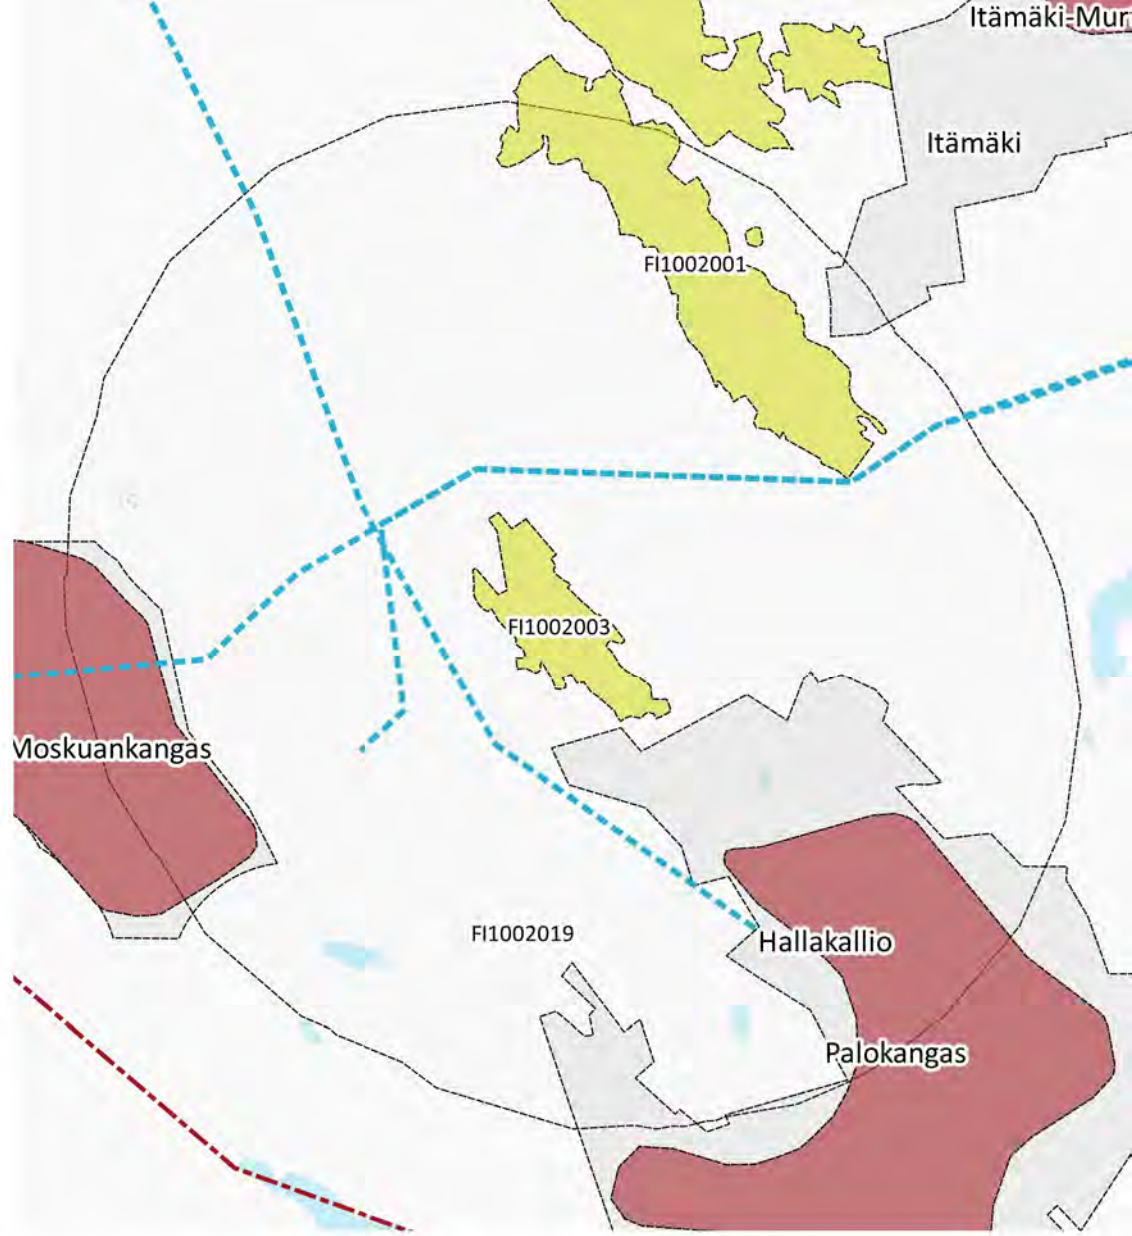 Itämäki-Mur
Itämäki
FI1002001
FI1002003
Moskuankangas
FI1002019
Hallakallio
Palokangas